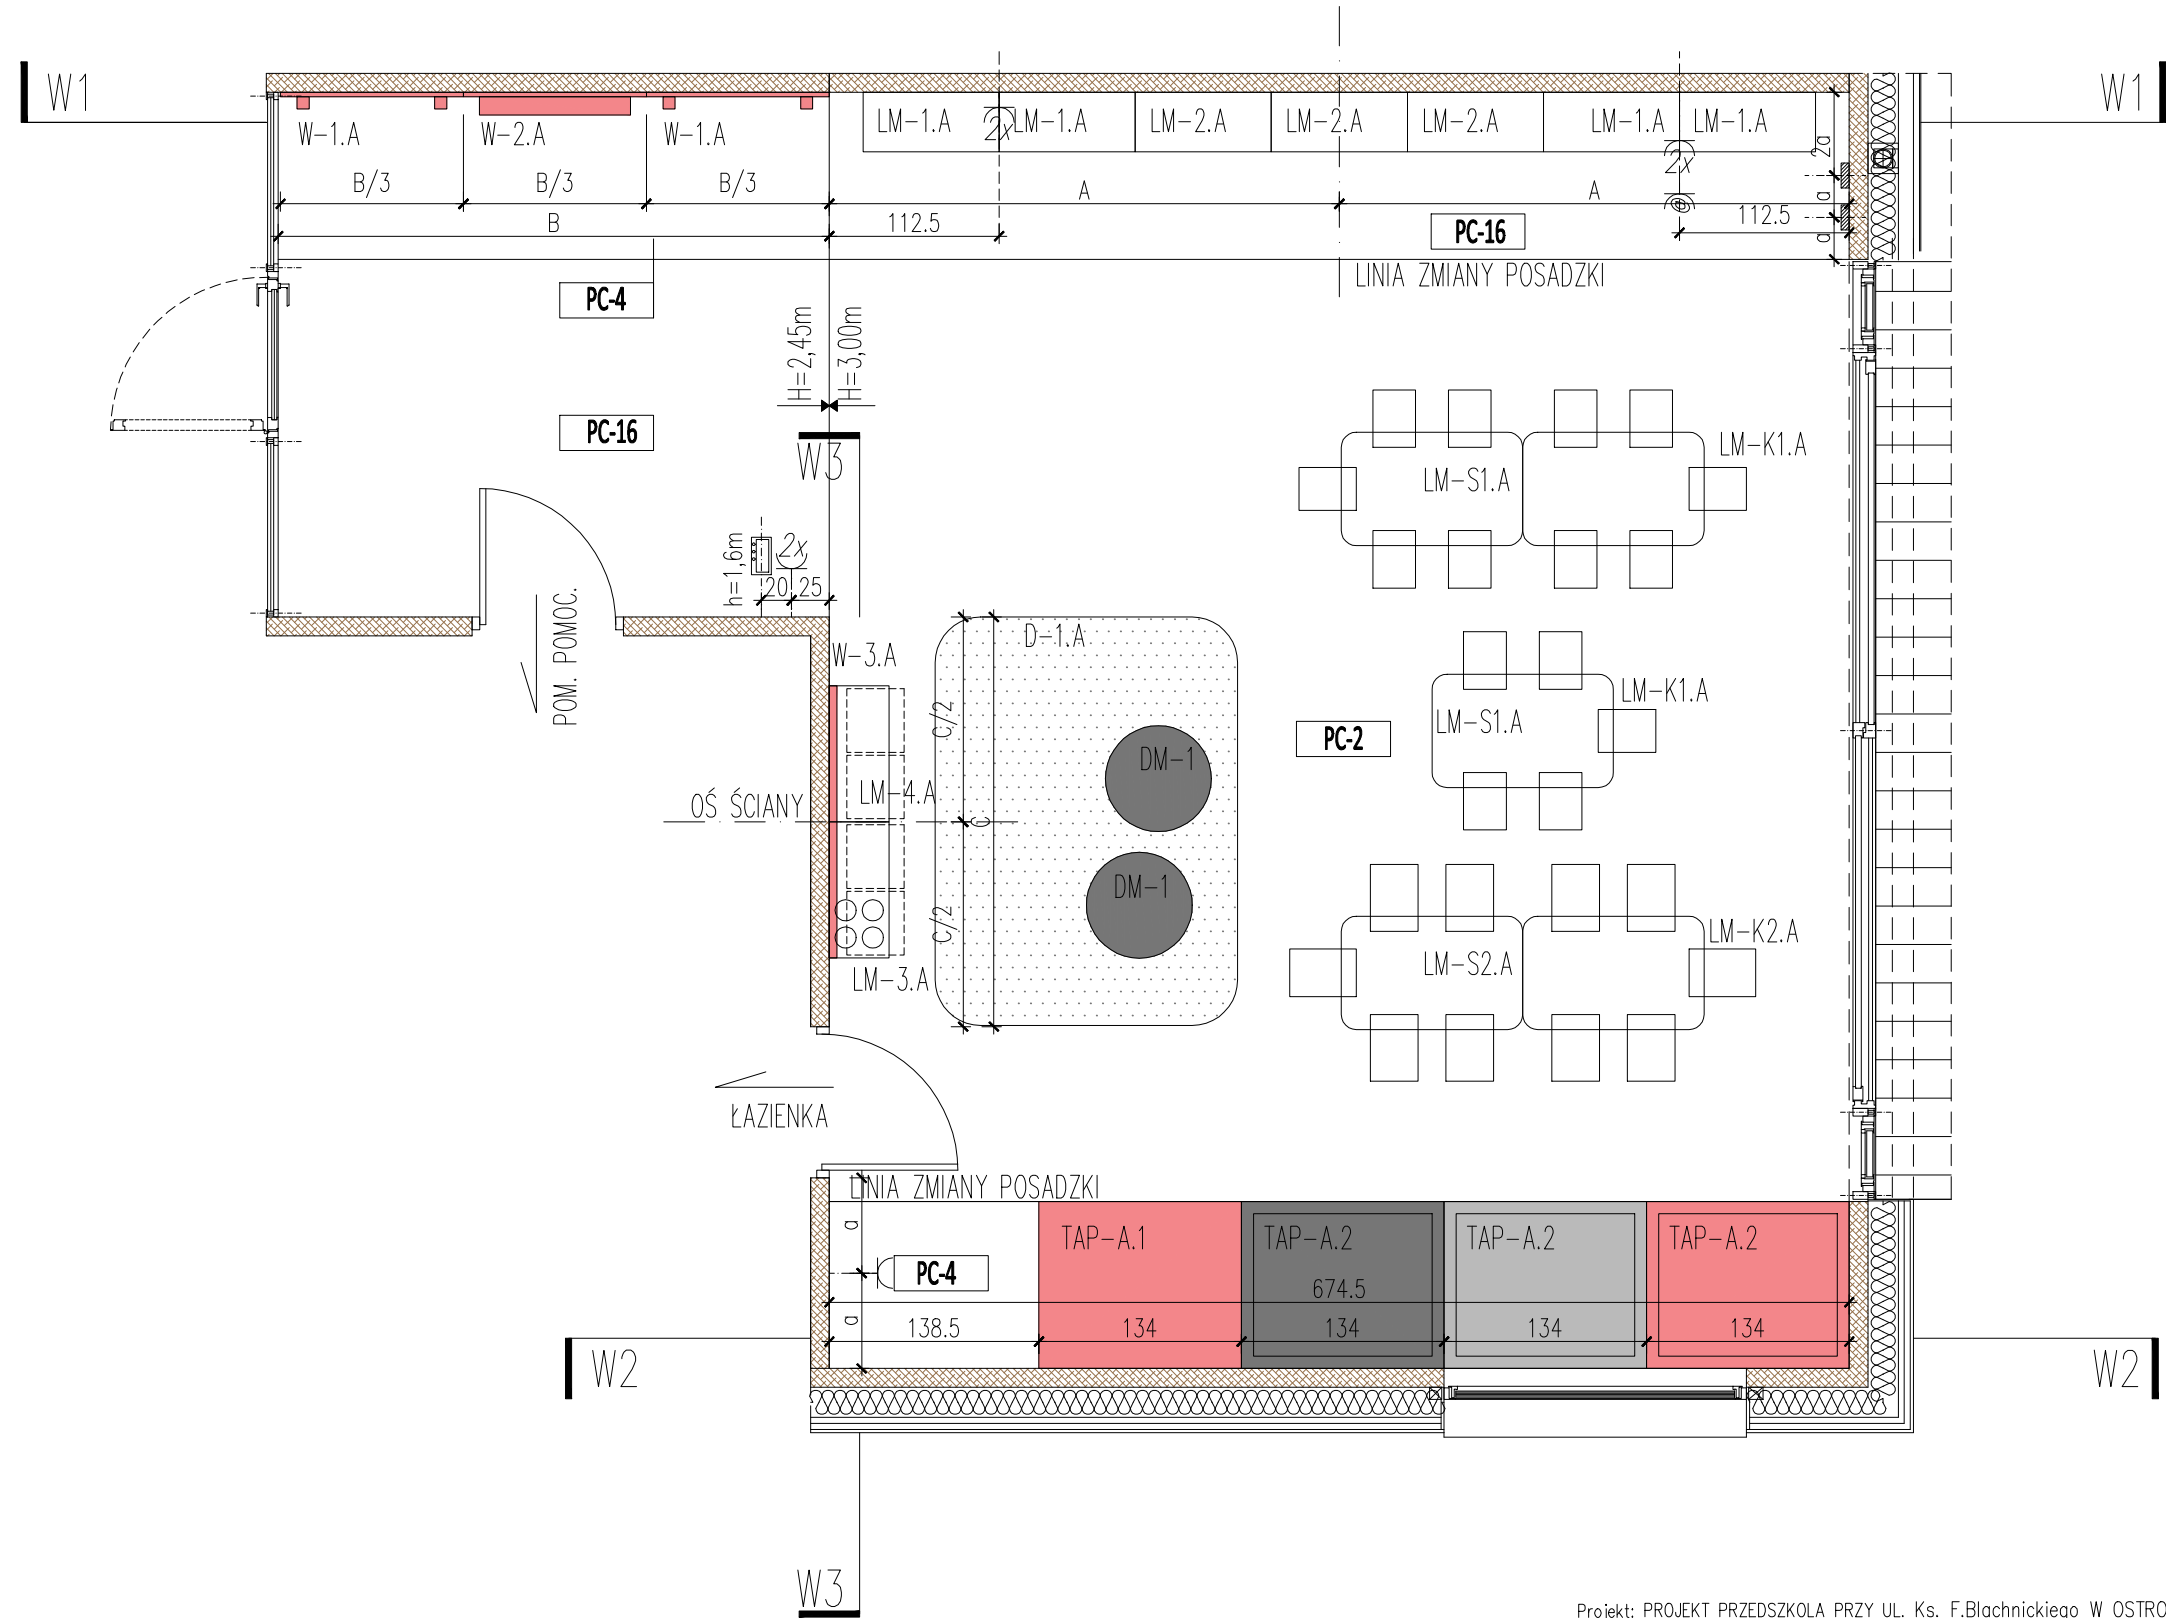 W1
W1
W-1.A
W-2.A
W-1.A
LM-1.A
2x
LM-1.A
LM-2.A
LM-2.A
LM-2.A
LM-1.A
LM-1.A
2x
2a
B/3
B/3
B/3
A
A
a
B
112.5
112.5
a
PC-16
LINIA ZMIANY POSADZKI
PC-4
H=2,45m
H=3,00m
PC-16
W3
LM-S1.A
LM-K1.A
h=1,6m
2x
20
25
POM. POMOC.
W-3.A
D-1.A
C/2
LM-S1.A
LM-K1.A
PC-2
DM-1
OŚ ŚCIANY
LM-4.A
C
DM-1
C/2
LM-3.A
LM-S2.A
LM-K2.A
ŁAZIENKA
LINIA ZMIANY POSADZKI
a
TAP-A.1
TAP-A.2
TAP-A.2
TAP-A.2
PC-4
674.5
a
138.5
134
134
134
134
W2
W2
W3
Projekt: PROJEKT PRZEDSZKOLA PRZY UL. Ks. F.Blachnickiego W OSTRO